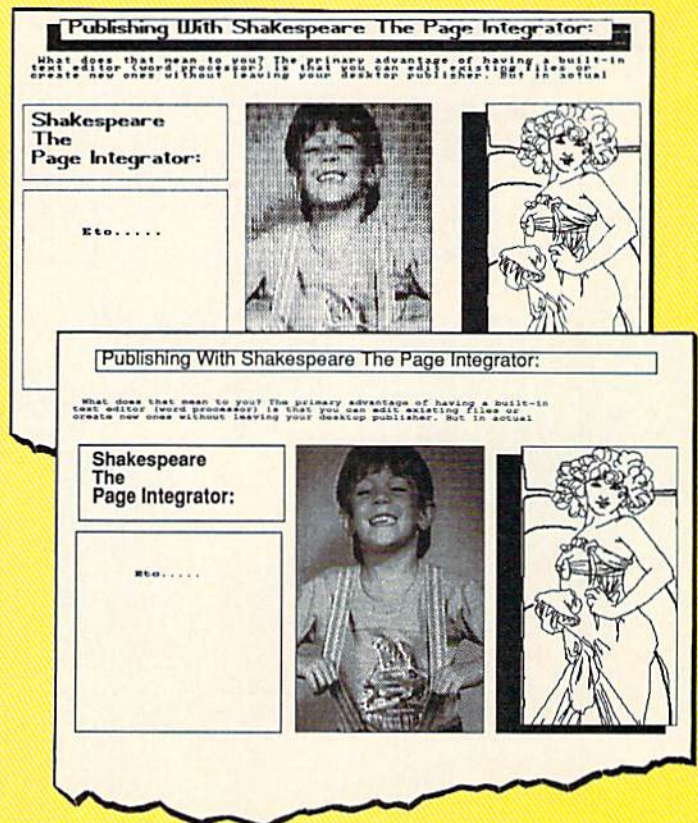 Publishing With Shakespeare The Page Integrator:
What does that mean to you? The primary advantage of having a built-in
text editor (word processor) is that you can edit existing files or
create new ones without leaving your desktop publisher. But in actual
Shakespeare
The
Page Integrator:
Etc.....
Publishing With Shakespeare The Page Integrator:
What does that mean to you? The primary advantage of having a built-in
text editor (word processor) is that you can edit existing files or
create new ones without leaving your desktop publisher. But in actual
Shakespeare
The
Page Integrator:
Etc.....